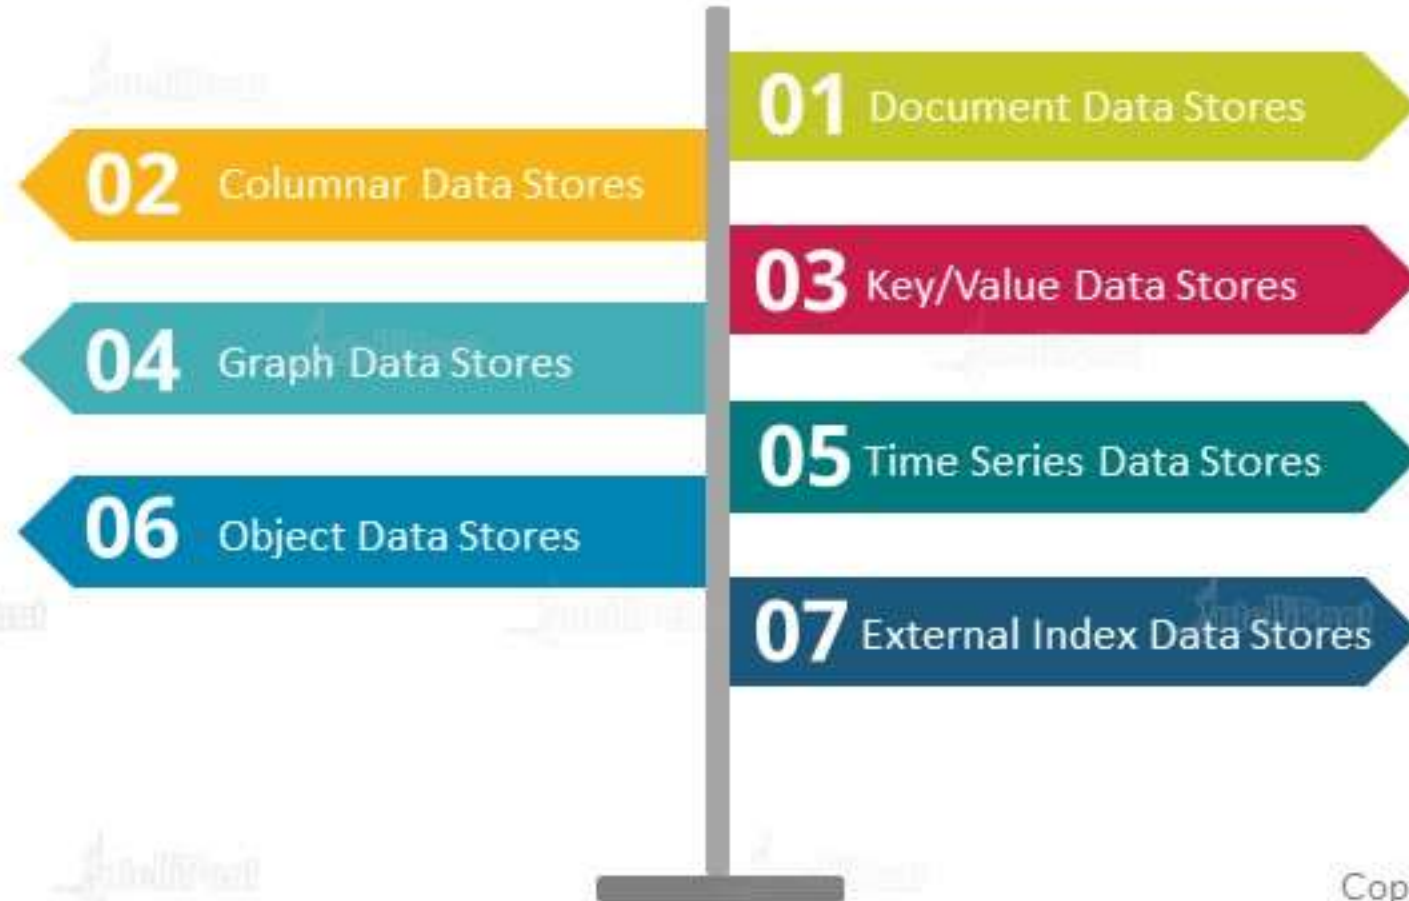 01 Document Data Stores
02 Columnar Data Stores
03 Key/Value Data Stores
04 Graph Data Stores
05 Time Series Data Stores
06 Object Data Stores
07 External Index Data Stores
Cop